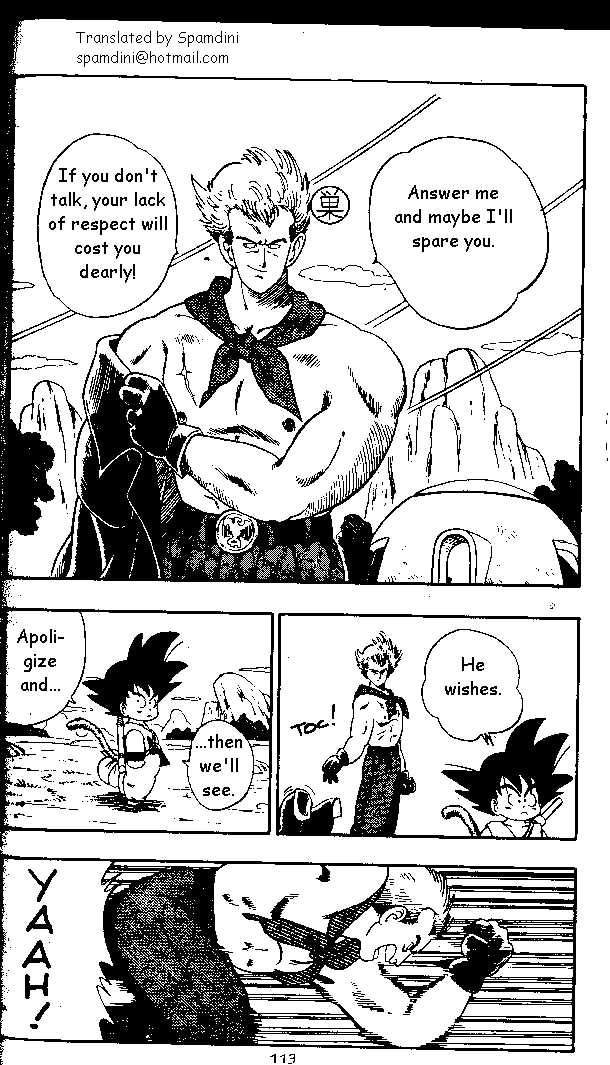 Translated by Spamdini
spamdini@hotmail.com
If you don't
talk, your lack
of respect will
cost you
dearly!
巣
Answer me
and maybe I'll
spare you.
Apoli-
gize
and...
...then
we'll
see.
TOC!
He
wishes.
YAAH!
113